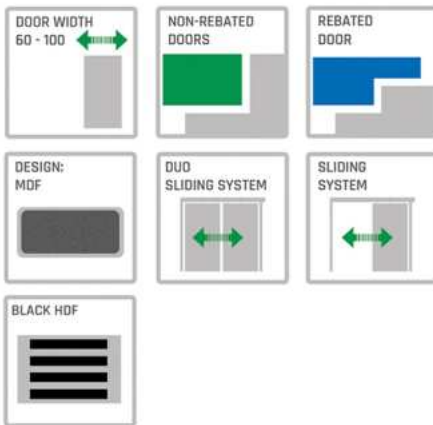 DOOR WIDTH
60 - 100
NON-REBATED
DOORS
REBATED
DOOR
DESIGN:
MDF
DUO
SLIDING SYSTEM
SLIDING
SYSTEM
BLACK HDF